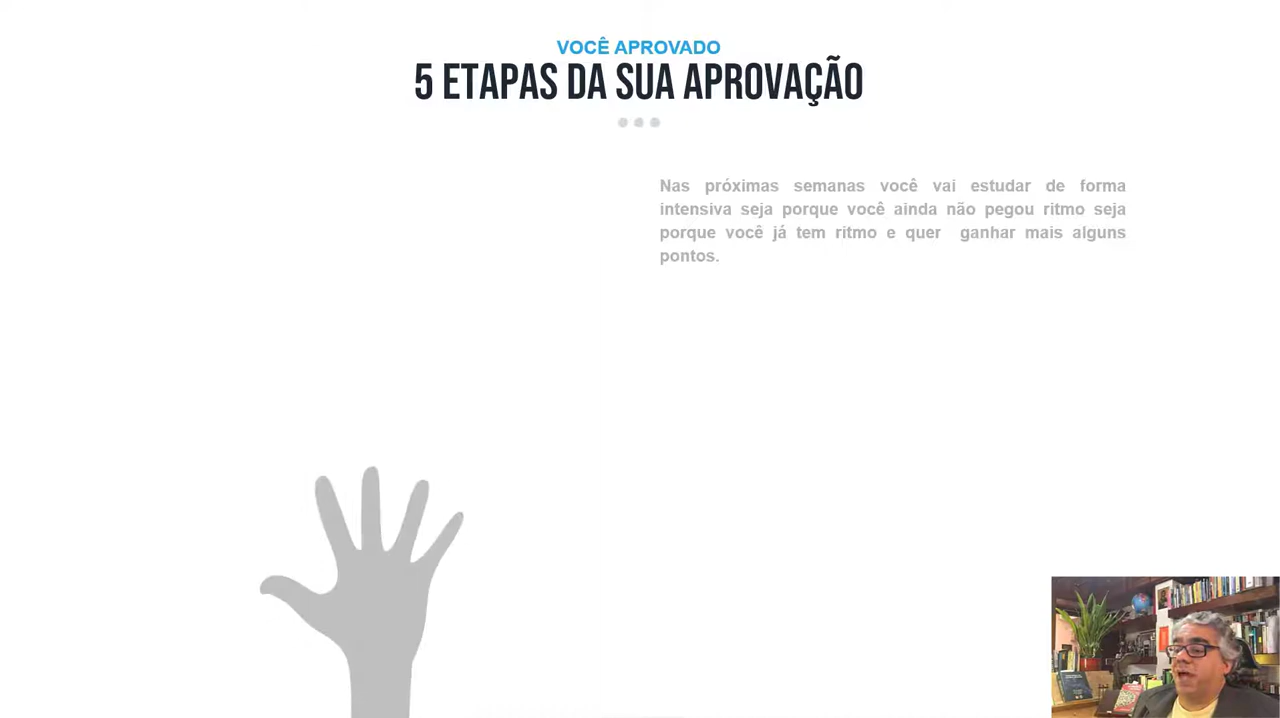 VOCÊ APROVADO
5 ETAPAS DA SUA APROVAÇÃO
Nas próximas semanas você vai estudar de forma
intensiva seja porque você ainda não pegou ritmo seja
porque você já tem ritmo e quer ganhar mais alguns
pontos.